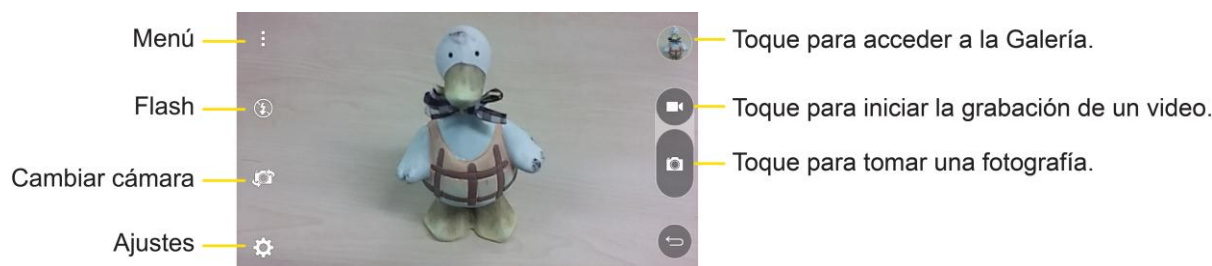 Menú
Flash
Cambiar cámara
Ajustes
Toque para acceder a la Galería.
Toque para iniciar la grabación de un video.
Toque para tomar una fotografía.